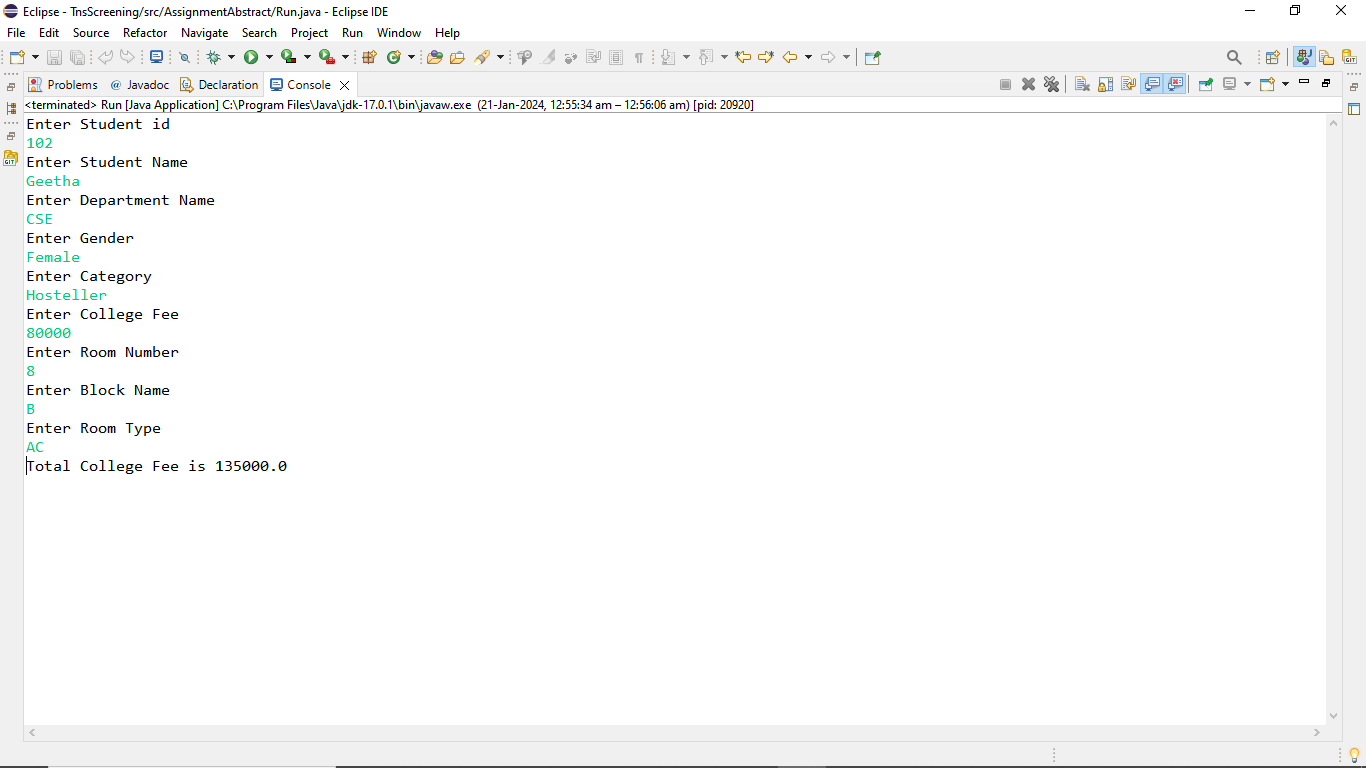 Eclipse - TnsScreening/src/AssignmentAbstract/Run.java - Eclipse IDE
File Edit Source Refactor Navigate Search Project Run Window Help
Problems @ Javadoc Declaration Console
<terminated> Run [Java Application] C:\Program Files\Java\jdk-17.0.1\bin\javaw.exe (21-Jan-2024, 12:55:34 am – 12:56:06 am) [pid: 20920]
Enter Student id
102
Enter Student Name
Geetha
Enter Department Name
CSE
Enter Gender
Female
Enter Category
Hosteller
Enter College Fee
80000
Enter Room Number
8
Enter Block Name
B
Enter Room Type
AC
Total College Fee is 135000.0